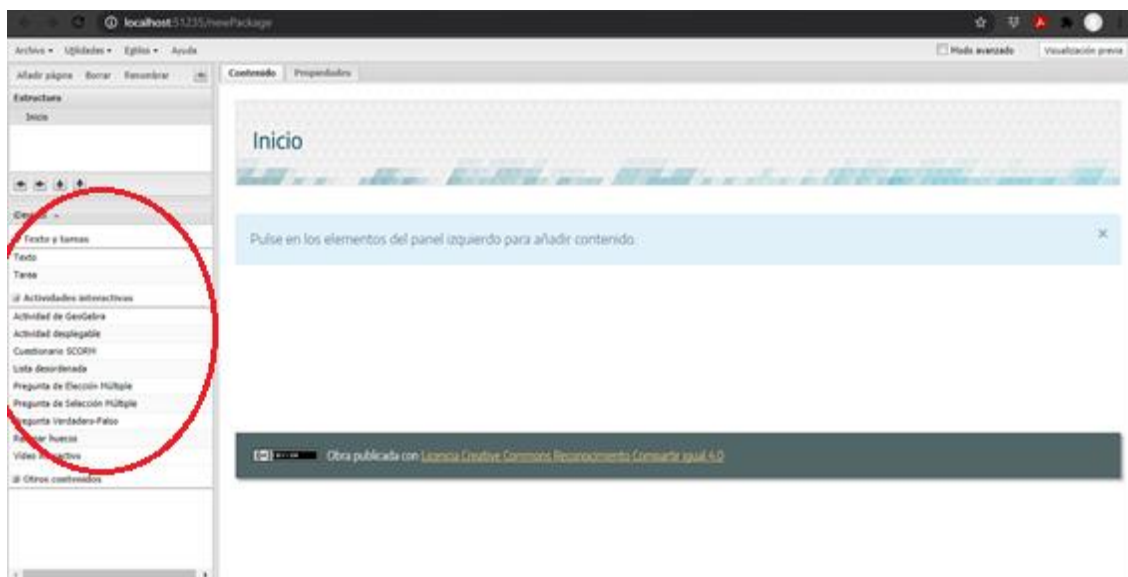 localhost:51235/newPackage
Archivo Utilidades Estilos Ayuda
Modo avanzado Visualización previa
Añadir página Borrar Renombrar
Contenido Propiedades
Estructura
Inicio
Inicio
Pulse en los elementos del panel izquierdo para añadir contenido. ×
Texto y tareas
Texto
Tarea
Actividades interactivas
Actividad de GeoGebra
Actividad desplegable
Cuestionario SCORM
Lista desordenada
Pregunta de Elección Múltiple
Pregunta de Selección Múltiple
Pregunta Verdadero-Falso
Rellenar huecos
Vídeo interactivo
Otros contenidos
Obra publicada con Licencia Creative Commons Reconocimiento Compartir igual 4.0